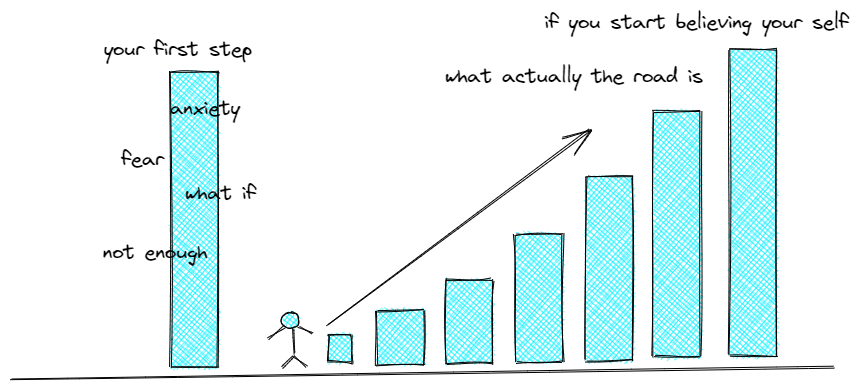 if you start believing your self
your first step
what actually the road is
anxiety
fear
what if
not enough